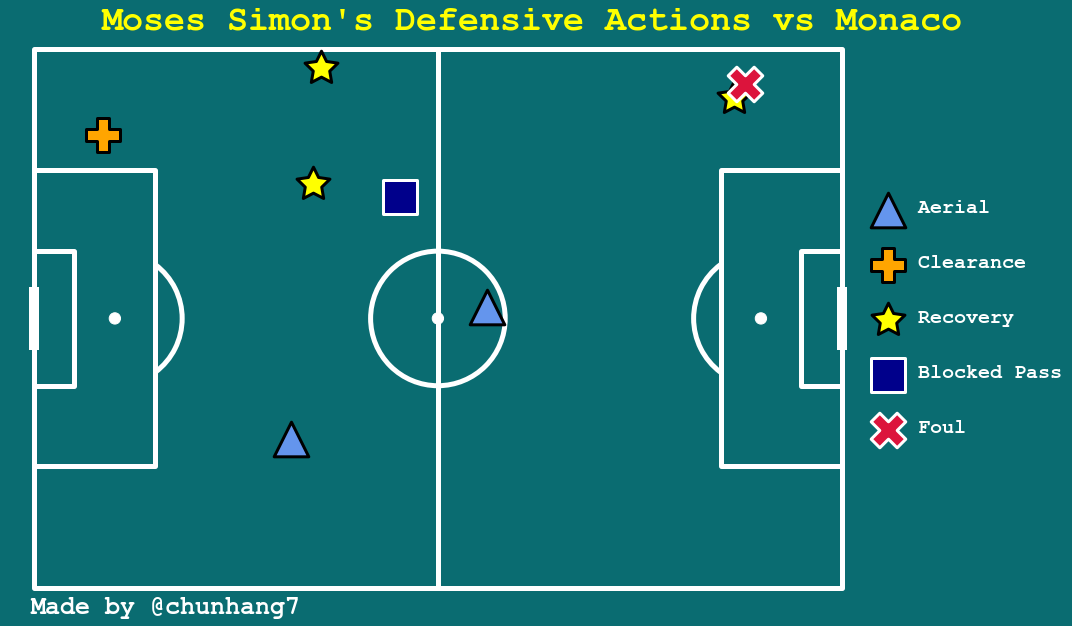 Moses Simon's Defensive Actions vs Monaco
Aerial
Clearance
Recovery
Blocked Pass
Foul
Made by @chunhang7